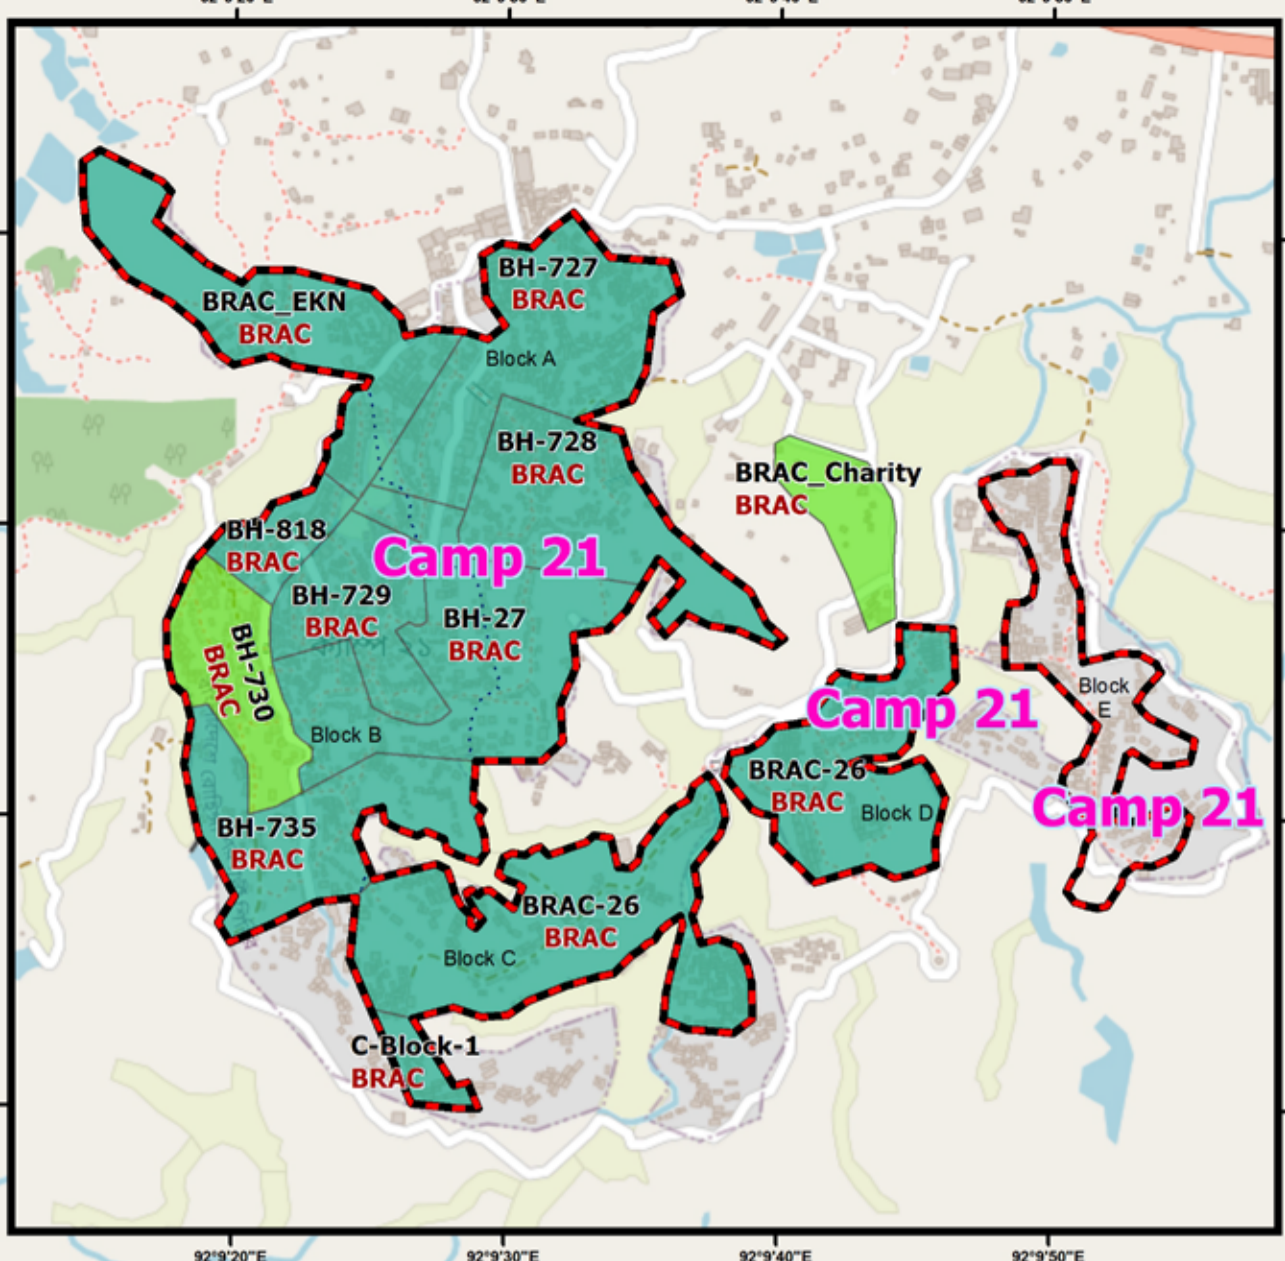 BH-727
BRAC
BRAC_EKN
BRAC
Block A
BH-728
BRAC
BRAC_Charity
BRAC
BH-818
BRAC
Camp 21
BH-729
BRAC
BH-27
BRAC
BH-730
BRAC
Block
E
Camp 21
Block B
BRAC-26
BRAC
Block D
Camp 21
BH-735
BRAC
BRAC-26
BRAC
Block C
C-Block-1
BRAC
92°9'20"E
92°9'30"E
92°9'40"E
92°9'50"E